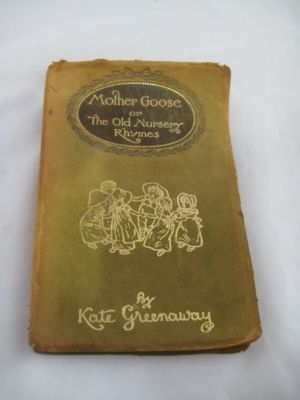 Mother Goose
or
The Old Nursery
Rhymes
by
Kate Greenaway